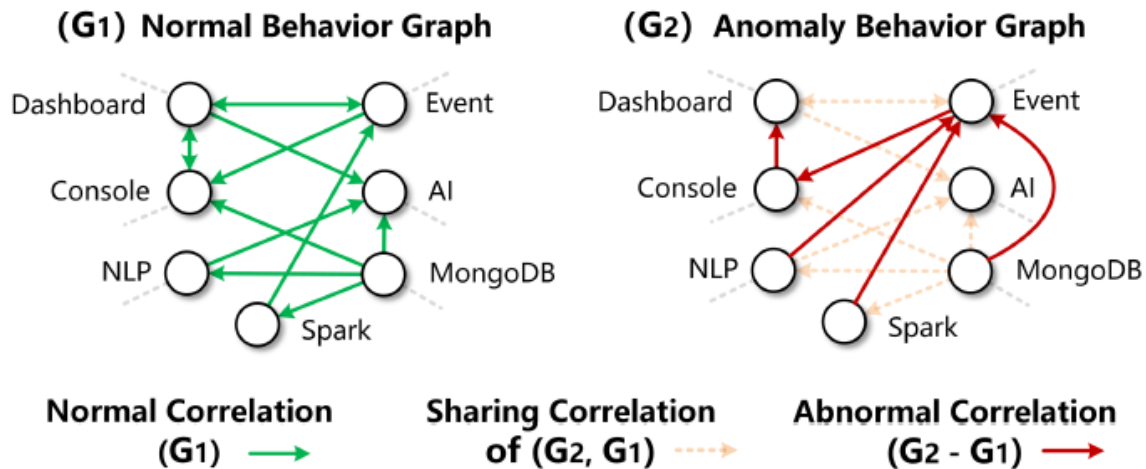 (G1) Normal Behavior Graph
(G2) Anomaly Behavior Graph
Dashboard
Event
Console
AI
NLP
MongoDB
Spark
Dashboard
Event
Console
AI
NLP
MongoDB
Spark
Normal Correlation
(G1)
Sharing Correlation
of (G2, G1)
Abnormal Correlation
(G2 - G1)